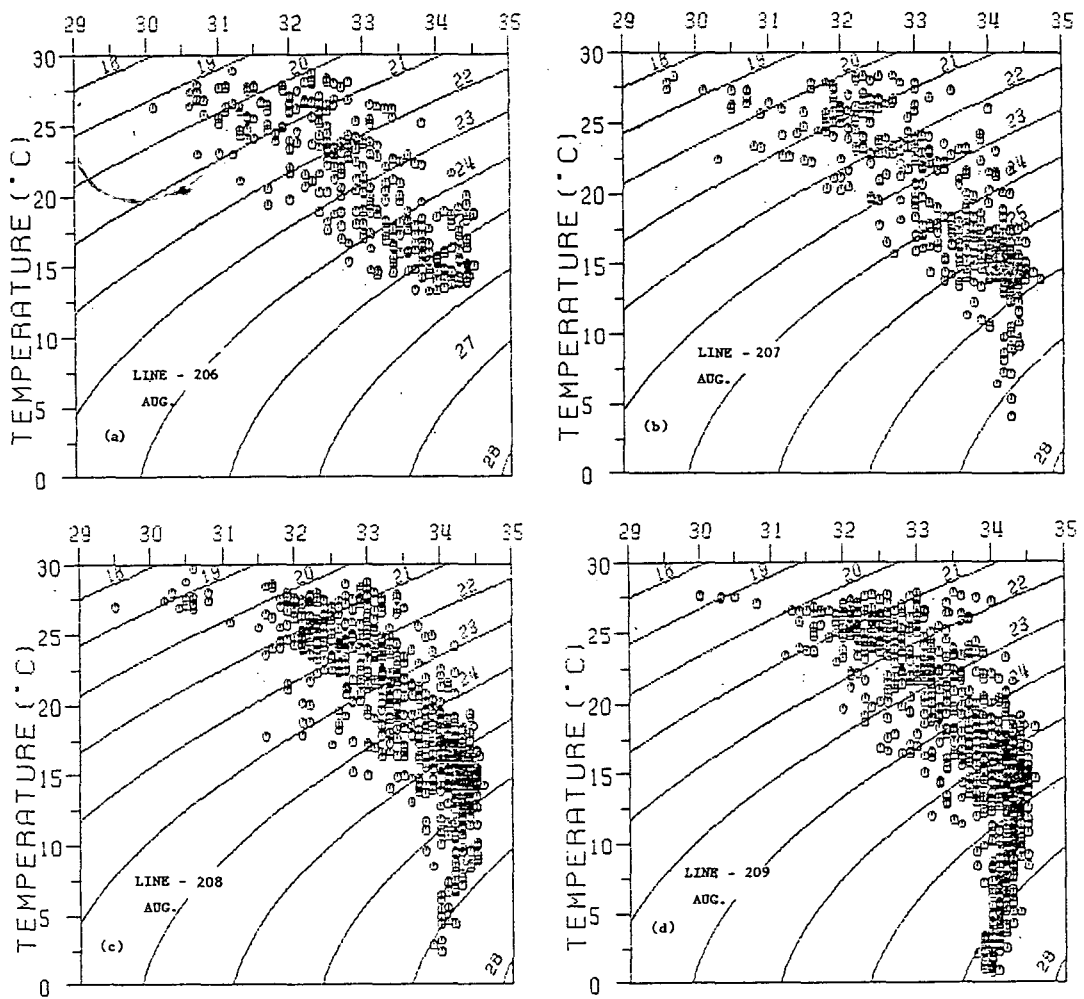 29 30 31 32 33 34 35
30
25
20
15
10
5
0
TEMPERATURE (°C)
18 19 20 21 22 23 24 27 28
LINE - 206
AUG.
(a)
29 30 31 32 33 34 35
30
25
20
15
10
5
0
TEMPERATURE (°C)
18 19 20 21 22 23 24 28
LINE - 207
AUG.
(b)
29 30 31 32 33 34 35
30
25
20
15
10
5
0
TEMPERATURE (°C)
18 19 20 21 22 23 24 28
LINE - 208
AUG.
(c)
29 30 31 32 33 34 35
30
25
20
15
10
5
0
TEMPERATURE (°C)
18 19 20 21 22 23 24 28
LINE - 209
AUG.
(d)